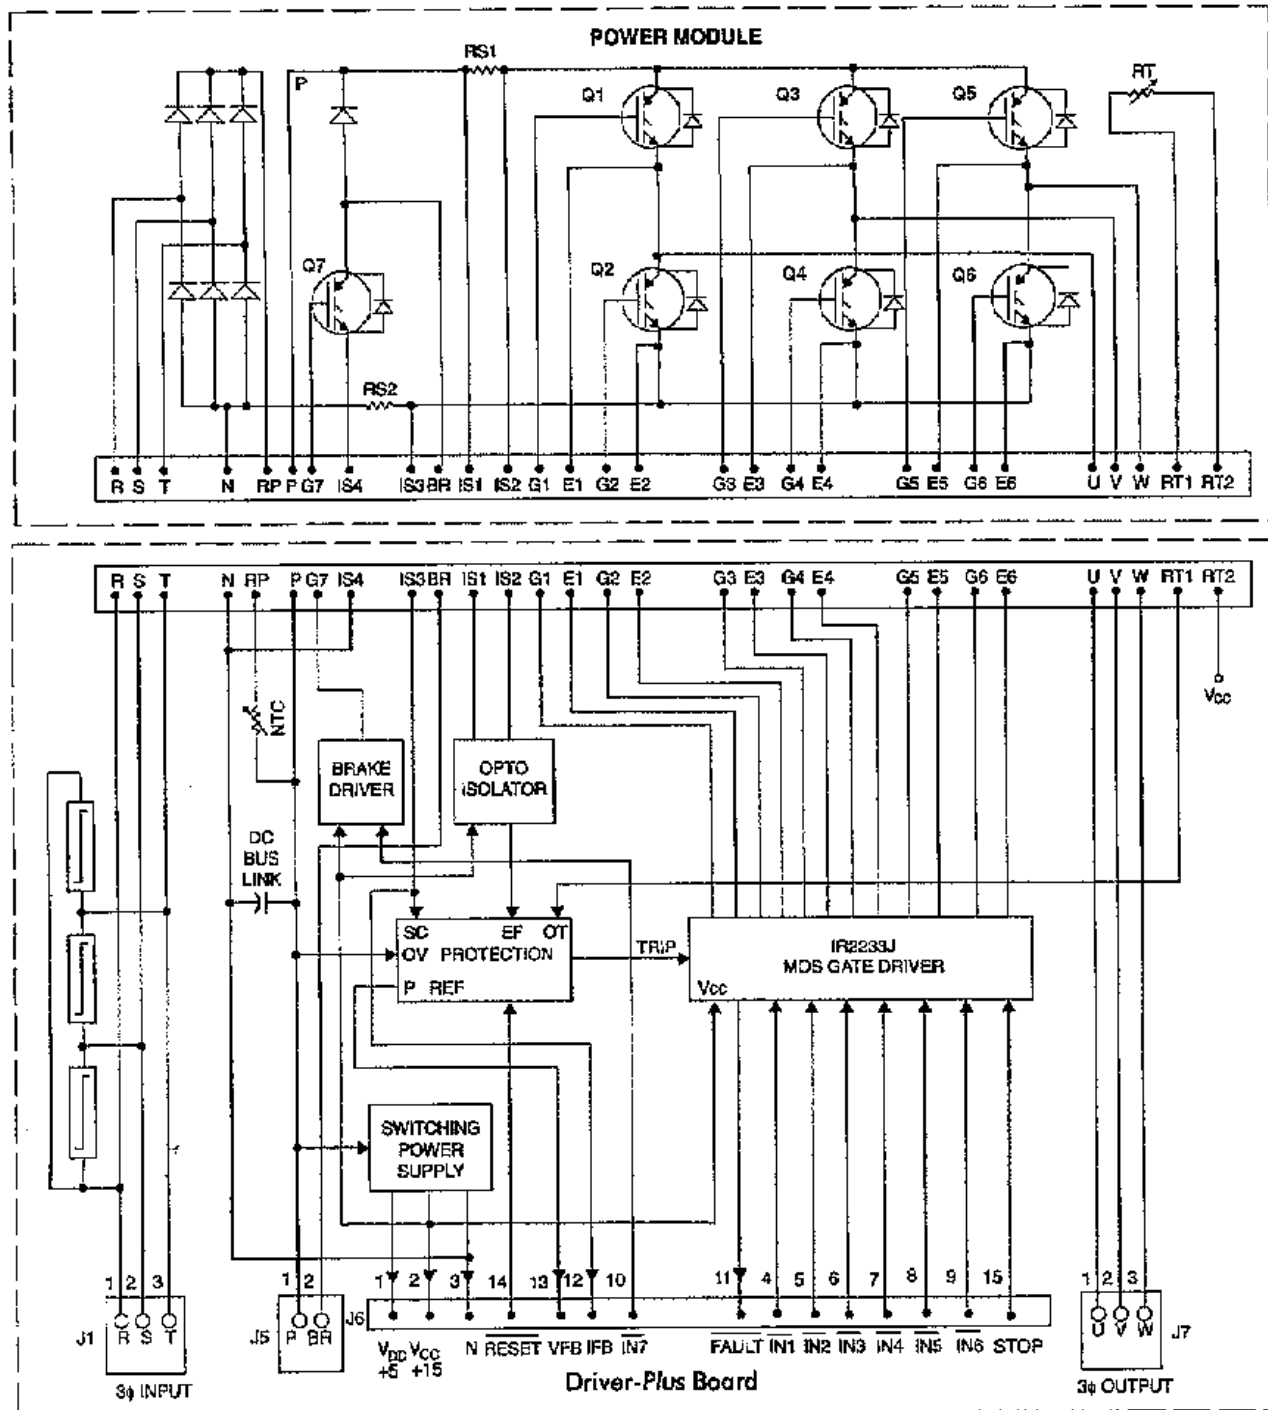 POWER MODULE
RS1
P
Q1
Q3
Q5
RT
Q7
Q2
Q4
Q6
RS2
R S T N RP P G7 IS4 IS3 BR IS1 IS2 G1 E1 G2 E2 G3 E3 G4 E4 G5 E5 G6 E6 U V W RT1 RT2
R S T N RP P G7 IS4 IS3 BR IS1 IS2 G1 E1 G2 E2 G3 E3 G4 E4 G5 E5 G6 E6 U V W RT1 RT2
VCC
NTC
BRAKE
DRIVER
OPTO
ISOLATOR
DC
BUS
LINK
SC EF OT
OV PROTECTION
P REF
TRIP
IR2233J
MOS GATE DRIVER
VCC
SWITCHING
POWER
SUPPLY
1 2 3
1 2
1 2 3 14 13 12 10 11 4 5 6 7 8 9 15
1 2 3
J1
R S T
J5
P BR
J6
U V W
J7
VDD VCC N RESET VFB IFB IN7 FAULT IN1 IN2 IN3 IN4 IN5 IN6 STOP
+5 +15
3ϕ INPUT
Driver-Plus Board
3ϕ OUTPUT